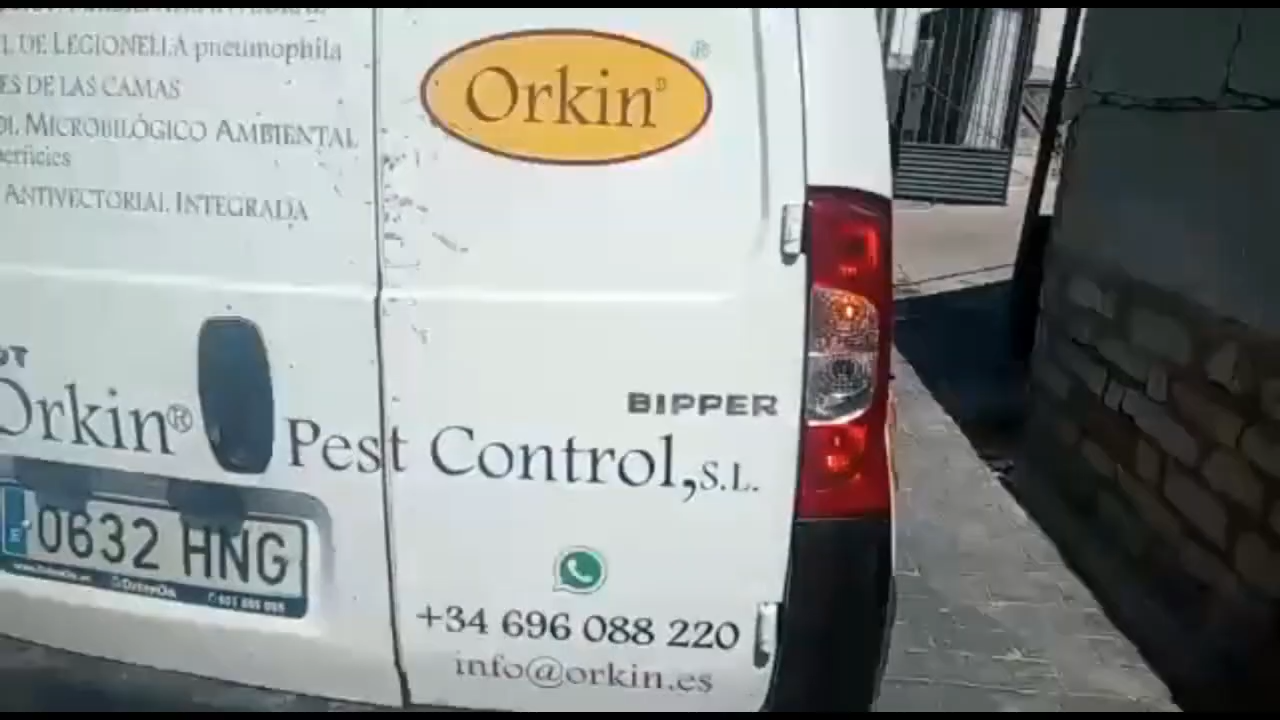 L DE LEGIONELLA pneumophila
ES DE LAS CAMAS
OL MICROBILÓGICO AMBIENTAL
erficies
ANTIVECTORIAL INTEGRADA
Orkin®
®
BIPPER
Orkin® Pest Control, S.L.
0632 HNG
E
+34 696 088 220
info@orkin.es